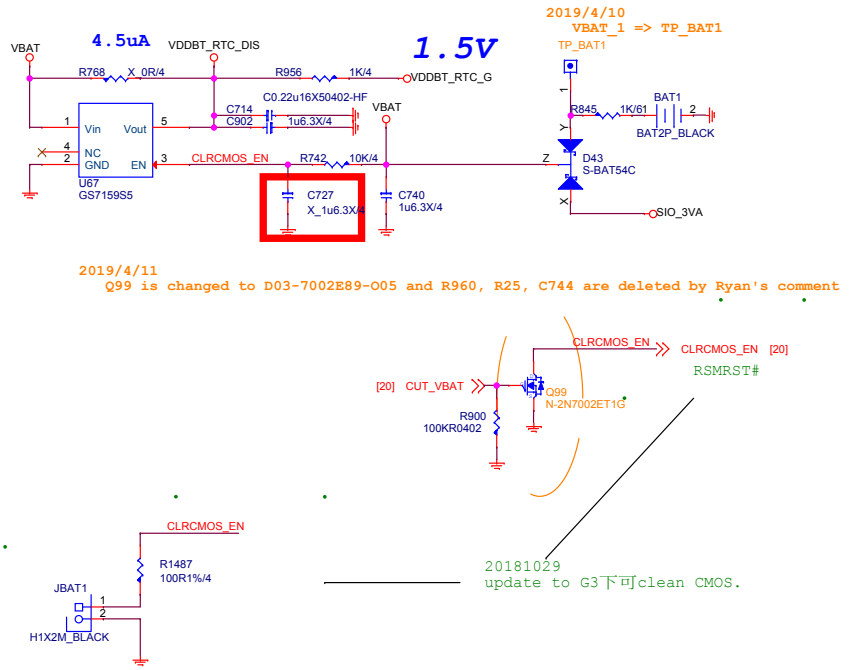 2019/4/10
VBAT_1 => TP_BAT1
TP_BAT1
4.5uA
1.5V
VBAT
VDDBT_RTC_DIS
R768
X_0R/4
R956
1K/4
VDDBT_RTC_G
C0.22u16X50402-HF
C714
C902
1u6.3X/4
VBAT
1
R845
1K/61
BAT1
2
BAT2P_BLACK
1
Vin
Vout
5
4
NC
2
GND
EN
3
CLRCMOS_EN
R742
10K/4
U67
GS7159S5
Y
Z
D43
S-BAT54C
X
SIO_3VA
C727
X_1u6.3X/4
C740
1u6.3X/4
2019/4/11
Q99 is changed to D03-7002E89-O05 and R960, R25, C744 are deleted by Ryan's comment
CLRCMOS_EN
CLRCMOS_EN [20]
RSMRST#
[20] CUT_VBAT
Q99
N-2N7002ET1G
R900
100KR0402
CLRCMOS_EN
R1487
100R1%/4
JBAT1
1
2
H1X2M_BLACK
20181029
update to G3下可clean CMOS.